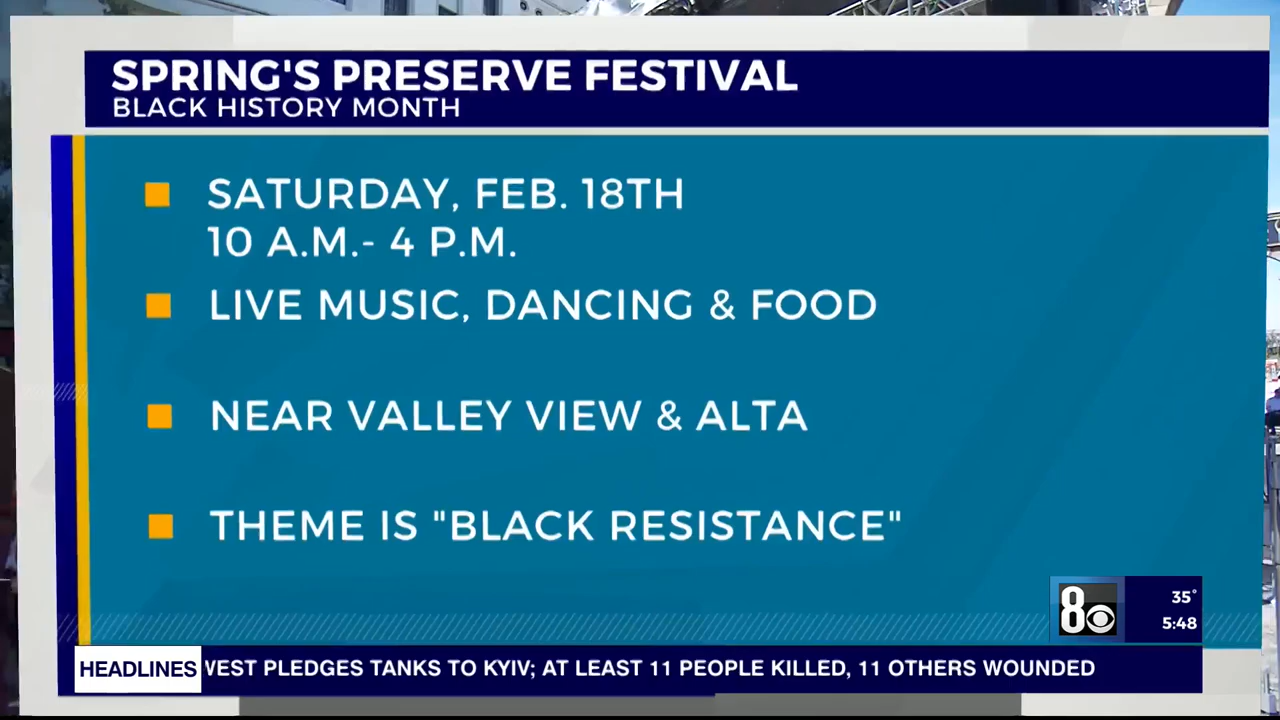 SPRING'S PRESERVE FESTIVAL
BLACK HISTORY MONTH
SATURDAY, FEB. 18TH
10 A.M.- 4 P.M.
LIVE MUSIC, DANCING & FOOD
NEAR VALLEY VIEW & ALTA
THEME IS "BLACK RESISTANCE"
8
35°
5:48
HEADLINES WEST PLEDGES TANKS TO KYIV; AT LEAST 11 PEOPLE KILLED, 11 OTHERS WOUNDED